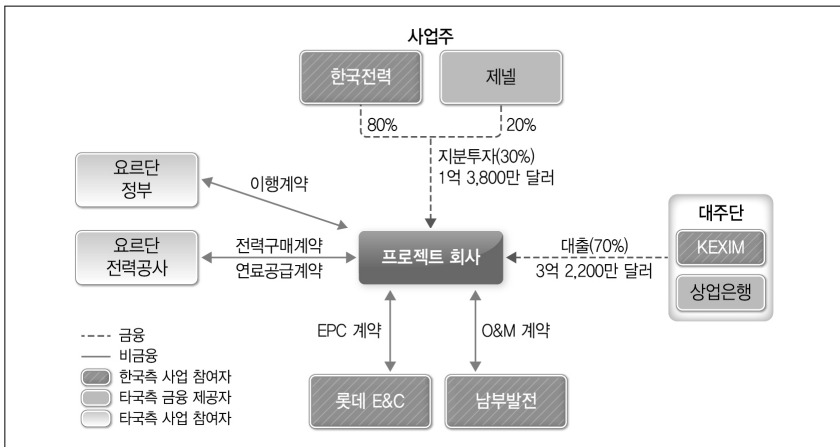 사업주
한국전력
제넬
80%
20%
지분투자(30%)
1억 3,800만 달러
요르단
정부
이행계약
요르단
전력공사
전력구매계약
연료공급계약
프로젝트 회사
대출(70%)
3억 2,200만 달러
대주단
KEXIM
상업은행
EPC 계약
O&M 계약
롯데 E&C
남부발전
금융
비금융
한국측 사업 참여자
타국측 금융 제공자
타국측 사업 참여자